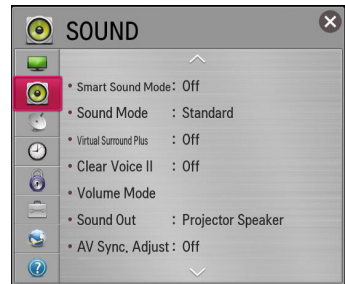 SOUND
• Smart Sound Mode : Off
• Sound Mode : Standard
• Virtual Surround Plus : Off
• Clear Voice II : Off
• Volume Mode
• Sound Out : Projector Speaker
• AV Sync. Adjust : Off
?